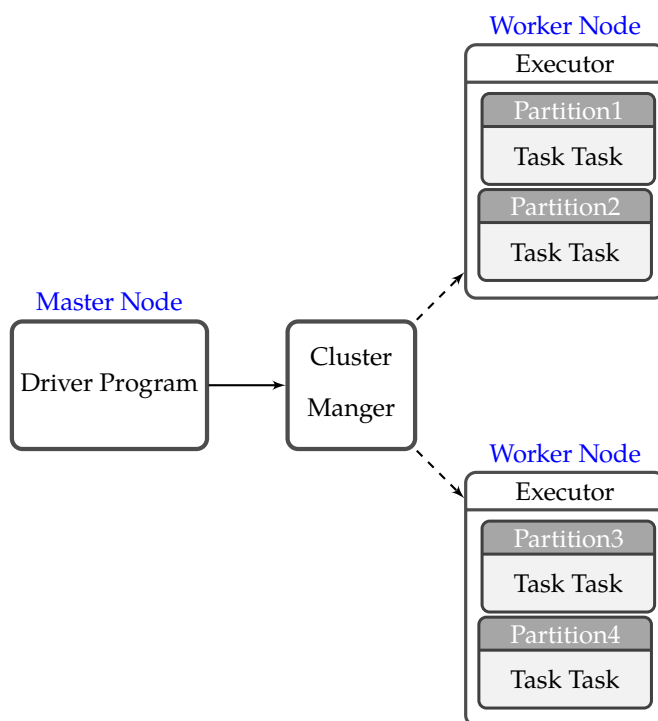 Worker Node
Executor
Partition1
Task Task
Partition2
Task Task
Master Node
Driver Program
Cluster
Manger
Worker Node
Executor
Partition3
Task Task
Partition4
Task Task